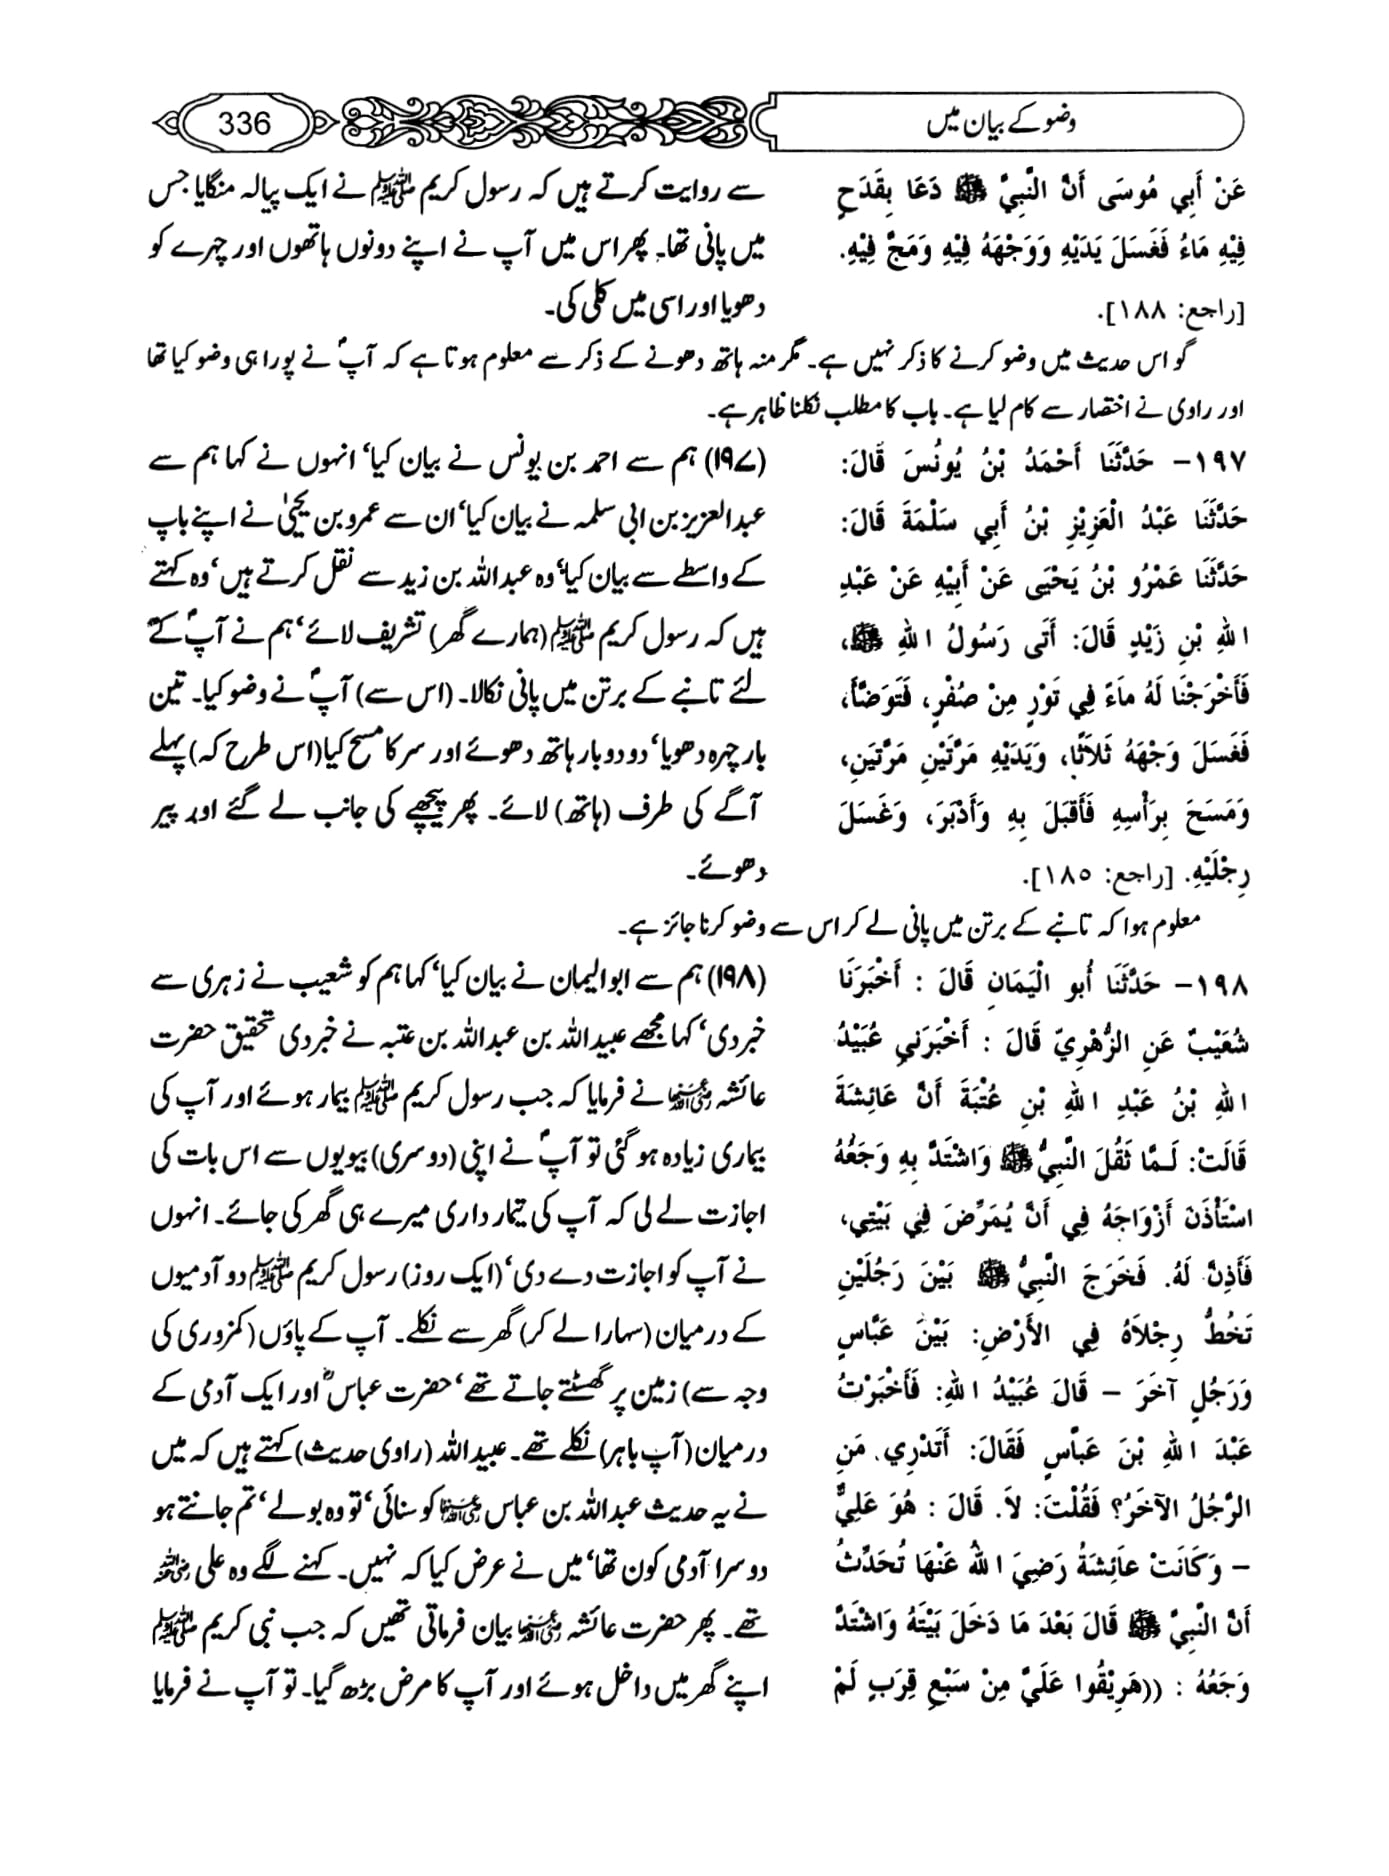 وضو کے بیان میں
336
عَنْ أَبِي مُوسَى أَنَّ النَّبِيَّ ﷺ دَعَا بِقَدَحٍ
فِيْهِ مَاءٌ فَغَسَلَ يَدَيْهِ وَوَجْهَهُ فِيْهِ وَمَجَّ فِيْهِ.
[راجع: ١٨٨].
سے روایت کرتے ہیں کہ رسول کریم ﷺ نے ایک پیالہ منگایا جس
میں پانی تھا۔ پھر اس میں آپ نے اپنے دونوں ہاتھوں اور چہرے کو
دھویا اور اسی میں کلی کی۔
گو اس حدیث میں وضو کرنے کا ذکر نہیں ہے۔ مگر منہ ہاتھ دھونے کے ذکر سے معلوم ہوتا ہے کہ آپؐ نے پورا ہی وضو کیا تھا
اور راوی نے اختصار سے کام لیا ہے۔ باب کا مطلب نکلنا ظاہر ہے۔
١٩٧- حَدَّثَنَا أَحْمَدُ بْنُ يُونُسَ قَالَ:
حَدَّثَنَا عَبْدُ الْعَزِيْزِ بْنُ أَبِي سَلْمَةَ قَالَ:
حَدَّثَنَا عَمْرُو بْنُ يَحْيَى عَنْ أَبِيْهِ عَنْ عَبْدِ
اللهِ بْنِ زَيْدٍ قَالَ: أَتَى رَسُولُ اللهِ ﷺ،
فَأَخْرَجْنَا لَهُ مَاءً فِي تَوْرٍ مِنْ صُفْرٍ، فَتَوَضَّأَ،
فَغَسَلَ وَجْهَهُ ثَلاَثًا، وَيَدَيْهِ مَرَّتَيْنِ مَرَّتَيْنِ،
وَمَسَحَ بِرَأْسِهِ فَأَقْبَلَ بِهِ وَأَدْبَرَ، وَغَسَلَ
رِجْلَيْهِ. [راجع: ١٨٥].
(۱۹۷) ہم سے احمد بن یونس نے بیان کیا‘ انہوں نے کہا ہم سے
عبدالعزیز بن ابی سلمہ نے بیان کیا‘ ان سے عمرو بن یحییٰ نے اپنے باپ
کے واسطے سے بیان کیا‘ وہ عبداللہ بن زید سے نقل کرتے ہیں‘ وہ کہتے
ہیں کہ رسول کریم ﷺ (ہمارے گھر) تشریف لائے‘ ہم نے آپؐ کے
لئے تانبے کے برتن میں پانی نکالا۔ (اس سے) آپؐ نے وضو کیا۔ تین
بار چہرہ دھویا‘ دو دو بار ہاتھ دھوئے اور سر کا مسح کیا (اس طرح کہ) پہلے
آگے کی طرف (ہاتھ) لائے۔ پھر پیچھے کی جانب لے گئے اور پیر
دھوئے۔
معلوم ہوا کہ تانبے کے برتن میں پانی لے کر اس سے وضو کرنا جائز ہے۔
١٩٨- حَدَّثَنَا أَبُو الْيَمَانِ قَالَ : أَخْبَرَنَا
شُعَيْبٌ عَنِ الزُّهْرِيِّ قَالَ : أَخْبَرَنِي عُبَيْدُ
اللهِ بْنُ عَبْدِ اللهِ بْنِ عُتْبَةَ أَنَّ عَائِشَةَ
قَالَتْ: لَمَّا ثَقُلَ النَّبِيُّ ﷺ وَاشْتَدَّ بِهِ وَجَعُهُ
اسْتَأْذَنَ أَزْوَاجَهُ فِي أَنْ يُمَرَّضَ فِي بَيْتِي،
فَأَذِنَّ لَهُ. فَخَرَجَ النَّبِيُّ ﷺ بَيْنَ رَجُلَيْنِ
تَخُطُّ رِجْلاَهُ فِي الأَرْضِ: بَيْنَ عَبَّاسٍ
وَرَجُلٍ آخَرَ – قَالَ عُبَيْدُ اللهِ: فَأَخْبَرْتُ
عَبْدَ اللهِ بْنَ عَبَّاسٍ فَقَالَ: أَتَدْرِي مَنِ
الرَّجُلُ الآخَرُ؟ فَقُلْتُ: لاَ. قَالَ : هُوَ عَلِيٌّ
– وَكَانَتْ عَائِشَةُ رَضِيَ اللهُ عَنْهَا تُحَدِّثُ
أَنَّ النَّبِيَّ ﷺ قَالَ بَعْدَ مَا دَخَلَ بَيْتَهُ وَاشْتَدَّ
وَجَعُهُ : ((هَرِيْقُوا عَلَيَّ مِنْ سَبْعِ قِرَبٍ لَمْ
(۱۹۸) ہم سے ابوالیمان نے بیان کیا‘ کہا ہم کو شعیب نے زہری سے
خبر دی‘ کہا مجھے عبیداللہ بن عبداللہ بن عتبہ نے خبر دی تحقیق حضرت
عائشہ رضی اللہ عنہا نے فرمایا کہ جب رسول کریم ﷺ بیمار ہوئے اور آپ کی
بیماری زیادہ ہو گئی تو آپؐ نے اپنی (دوسری) بیویوں سے اس بات کی
اجازت لے لی کہ آپ کی تیمارداری میرے ہی گھر کی جائے۔ انہوں
نے آپ کو اجازت دے دی‘ (ایک روز) رسول کریم ﷺ دو آدمیوں
کے درمیان (سہارا لے کر) گھر سے نکلے۔ آپ کے پاؤں (کمزوری کی
وجہ سے) زمین پر گھسٹتے جاتے تھے‘ حضرت عباسؓ اور ایک آدمی کے
درمیان (آپ باہر) نکلے تھے۔ عبیداللہ (راوی حدیث) کہتے ہیں کہ میں
نے یہ حدیث عبداللہ بن عباس رضی اللہ عنہما کو سنائی‘ تو وہ بولے‘ تم جانتے ہو
دوسرا آدمی کون تھا‘ میں نے عرض کیا کہ نہیں۔ کہنے لگے وہ علی رضی اللہ عنہ
تھے۔ پھر حضرت عائشہ رضی اللہ عنہا بیان فرماتی تھیں کہ جب نبی کریم ﷺ
اپنے گھر میں داخل ہوئے اور آپ کا مرض بڑھ گیا۔ تو آپ نے فرمایا